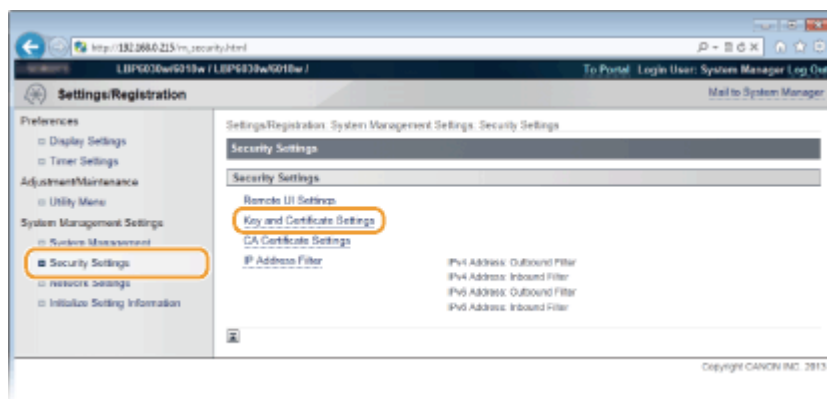 http://192.168.0.215/m_security.html
LBP6030w/6018w / LBP6030w/6018w /
To Portal Login User: System Manager Log Out
Settings/Registration
Mail to System Manager
Preferences
Display Settings
Timer Settings
Adjustment/Maintenance
Utility Menu
System Management Settings
System Management
Security Settings
Network Settings
Initialize Setting Information
Settings/Registration: System Management Settings: Security Settings
Security Settings
Security Settings
Remote UI Settings
Key and Certificate Settings
CA Certificate Settings
IP Address Filter
IPv4 Address: Outbound Filter
IPv4 Address: Inbound Filter
IPv6 Address: Outbound Filter
IPv6 Address: Inbound Filter
Copyright CANON INC. 2013